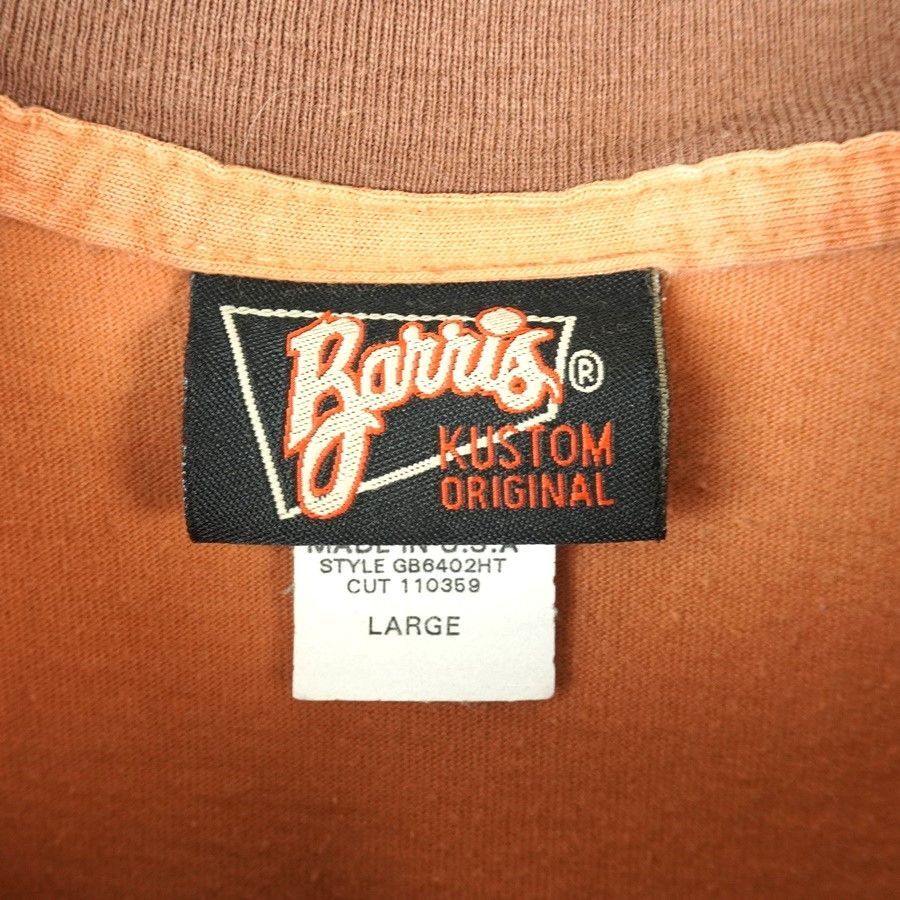 Barris®
KUSTOM
ORIGINAL
MADE IN U.S.A
STYLE GB6402HT
CUT 110359
LARGE